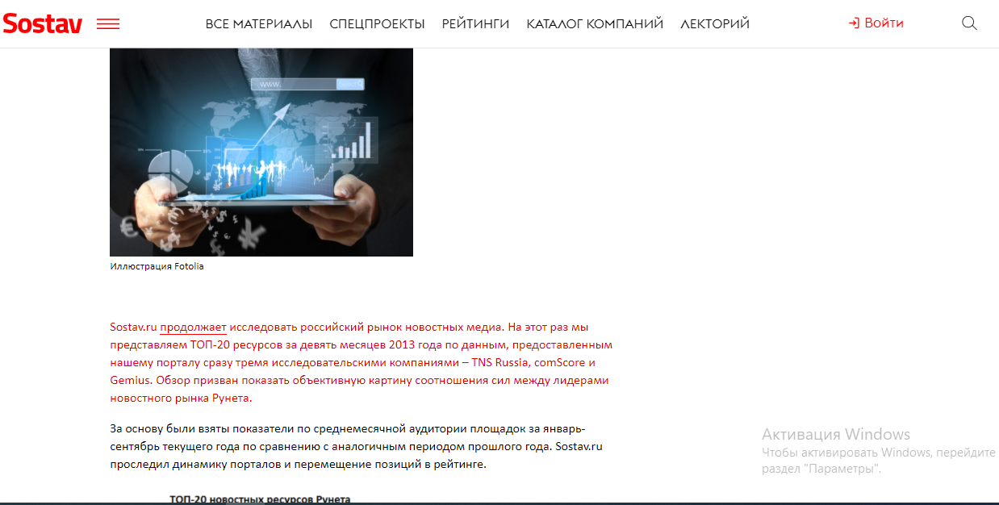 Sostav
ВСЕ МАТЕРИАЛЫ СПЕЦПРОЕКТЫ РЕЙТИНГИ КАТАЛОГ КОМПАНИЙ ЛЕКТОРИЙ Войти
www.
Иллюстрация Fotolia
Sostav.ru продолжает исследовать российский рынок новостных медиа. На этот раз мы
представляем ТОП-20 ресурсов за девять месяцев 2013 года по данным, предоставленным
нашему порталу сразу тремя исследовательскими компаниями – TNS Russia, comScore и
Gemius. Обзор призван показать объективную картину соотношения сил между лидерами
новостного рынка Рунета.
За основу были взяты показатели по среднемесячной аудитории площадок за январь-
сентябрь текущего года по сравнению с аналогичным периодом прошлого года. Sostav.ru
проследил динамику порталов и перемещение позиций в рейтинге.
Активация Windows
Чтобы активировать Windows, перейдите
раздел "Параметры".
ТОП-20 новостных ресурсов Рунета